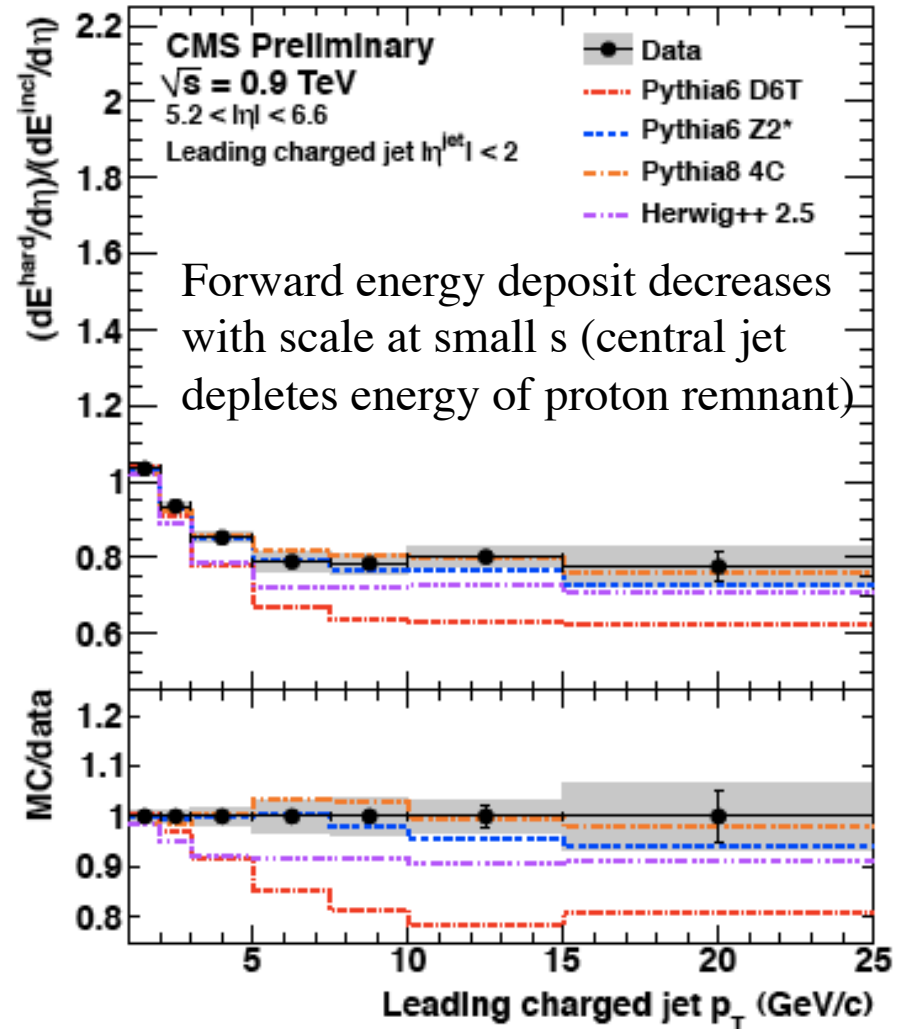 (dE^hard/dη)/(dE^incl/dη)
2.2
2
1.8
1.6
1.4
1.2
1
0.8
0.6
CMS Preliminary
√s = 0.9 TeV
5.2 < |η| < 6.6
Leading charged jet |η^jet| < 2
Data
Pythia6 D6T
Pythia6 Z2*
Pythia8 4C
Herwig++ 2.5
Forward energy deposit decreases
with scale at small s (central jet
depletes energy of proton remnant)
MC/data
1.2
1.1
1
0.9
0.8
5 10 15 20 25
Leading charged jet p_T (GeV/c)